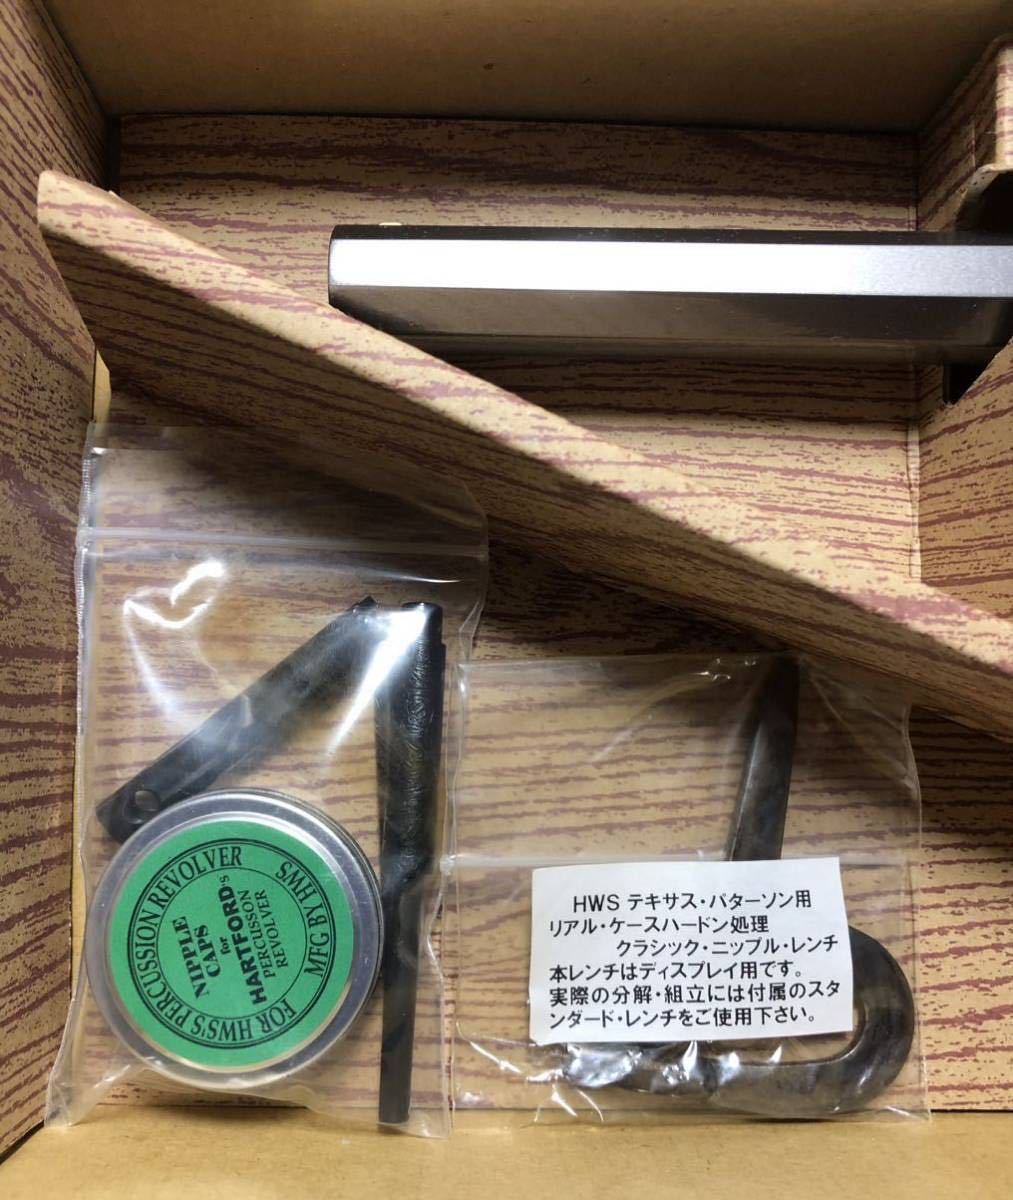 FOR HWS'S PERCUSSION REVOLVER
MFG BY HWS
NIPPLE
CAPS
for
HARTFORD's
PERCUSSION
REVOLVER
HWS テキサス・パターソン用
リアル・ケースハードン処理
クラシック・ニップル・レンチ
本レンチはディスプレイ用です。
実際の分解・組立には付属のスタ
ンダード・レンチをご使用下さい。